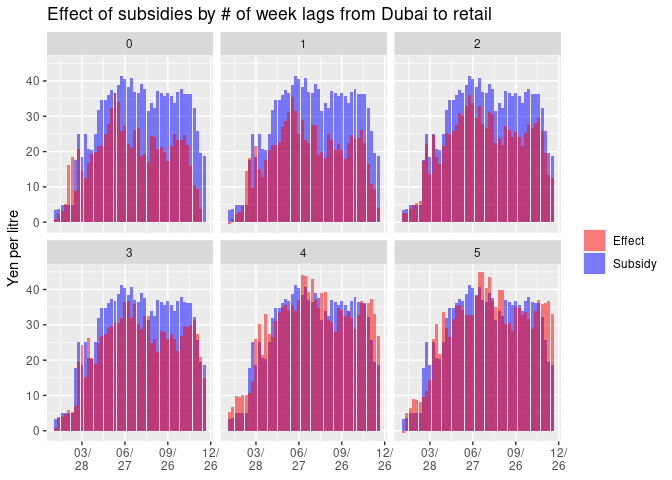 Effect of subsidies by # of week lags from Dubai to retail
0 1 2
40
30
20
10
0
3 4 5
40
30
20
10
0
Yen per litre
03/ 06/ 09/ 12/ 03/ 06/ 09/ 12/ 03/ 06/ 09/ 12/
28 27 26 26 28 27 26 26 28 27 26 26
Effect
Subsidy